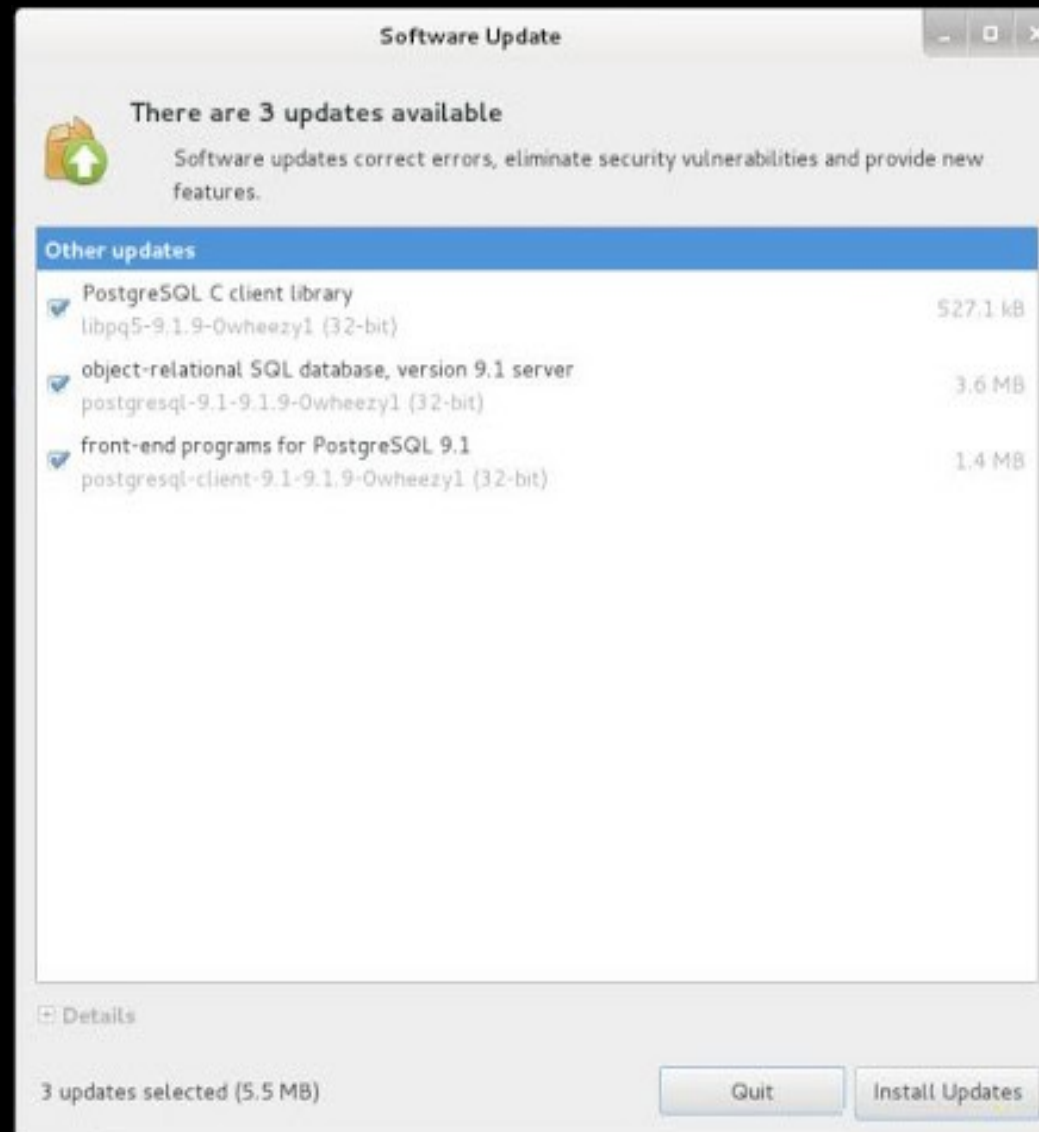 Software Update
There are 3 updates available
Software updates correct errors, eliminate security vulnerabilities and provide new
features.
Other updates
PostgreSQL C client library
527.1 kB
libpq5-9.1.9-0wheezy1 (32-bit)
object-relational SQL database, version 9.1 server
3.6 MB
postgresql-9.1-9.1.9-0wheezy1 (32-bit)
front-end programs for PostgreSQL 9.1
1.4 MB
postgresql-client-9.1-9.1.9-0wheezy1 (32-bit)
Details
3 updates selected (5.5 MB)
Quit
Install Updates